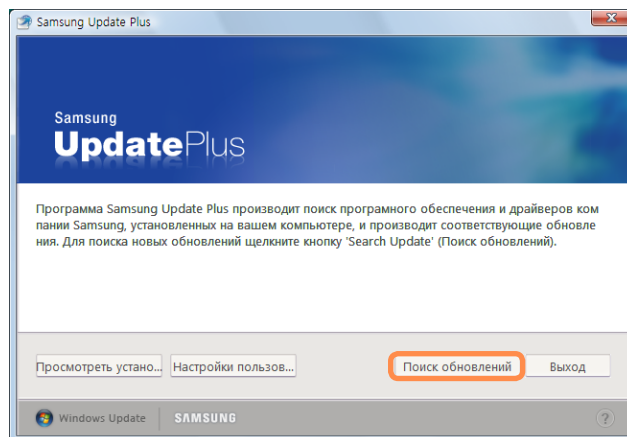 Samsung Update Plus
Samsung
UpdatePlus
Программа Samsung Update Plus производит поиск програмного обеспечения и драйверов ком
пании Samsung, установленных на вашем компьютере, и производит соответствующие обновле
ния. Для поиска новых обновлений щелкните кнопку 'Search Update' (Поиск обновлений).
Просмотреть устано... Настройки пользов... Поиск обновлений Выход
Windows Update SAMSUNG ?